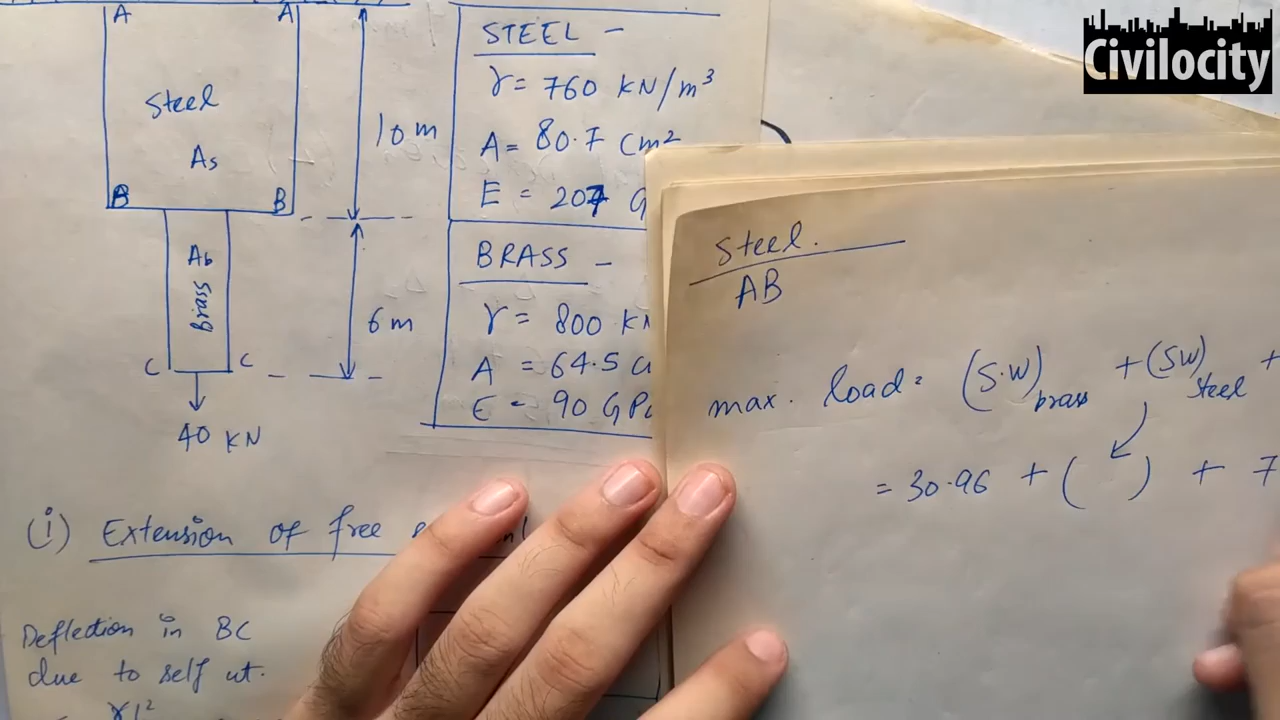 Civilocity
A A
Steel
As
B B
10 m
Ab
Brass
6 m
C C
40 KN
STEEL -
γ = 760 KN/m³
A = 80.7 cm²
E = 207 G
BRASS -
γ = 800 KN
A = 64.5 c
E = 90 GPa
(i) Extension of free
Deflection in BC
due to self wt.
γl²
Steel.
AB
max. load = (S.W)brass + (SW)steel +
= 30.96 + ( ) + 7